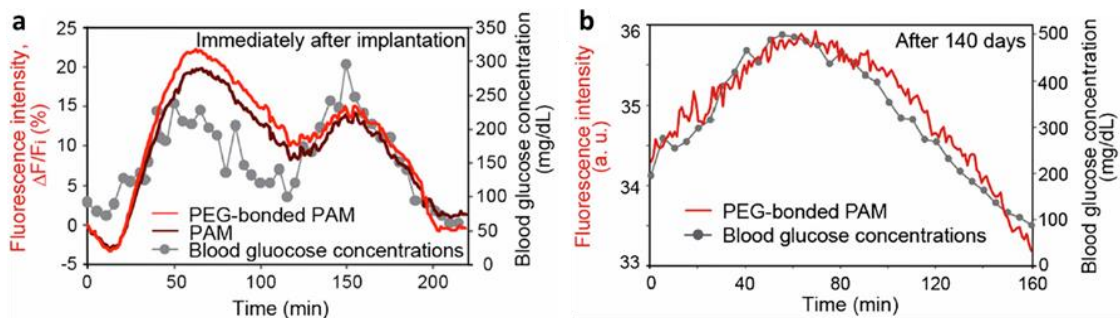 a
Immediately after implantation
Fluorescence intensity,
ΔF/Fi (%)
25
20
15
10
5
0
-5
350
300
250
200
150
100
50
0
Blood glucose concentration
(mg/dL)
PEG-bonded PAM
PAM
Blood gluocose concentrations
0
50
100
150
200
Time (min)
b
After 140 days
Fluorescence intensity
(a. u.)
36
35
34
33
500
400
300
200
100
0
Blood glucose concentration
(mg/dL)
PEG-bonded PAM
Blood glucose concentrations
0
40
80
120
160
Time (min)